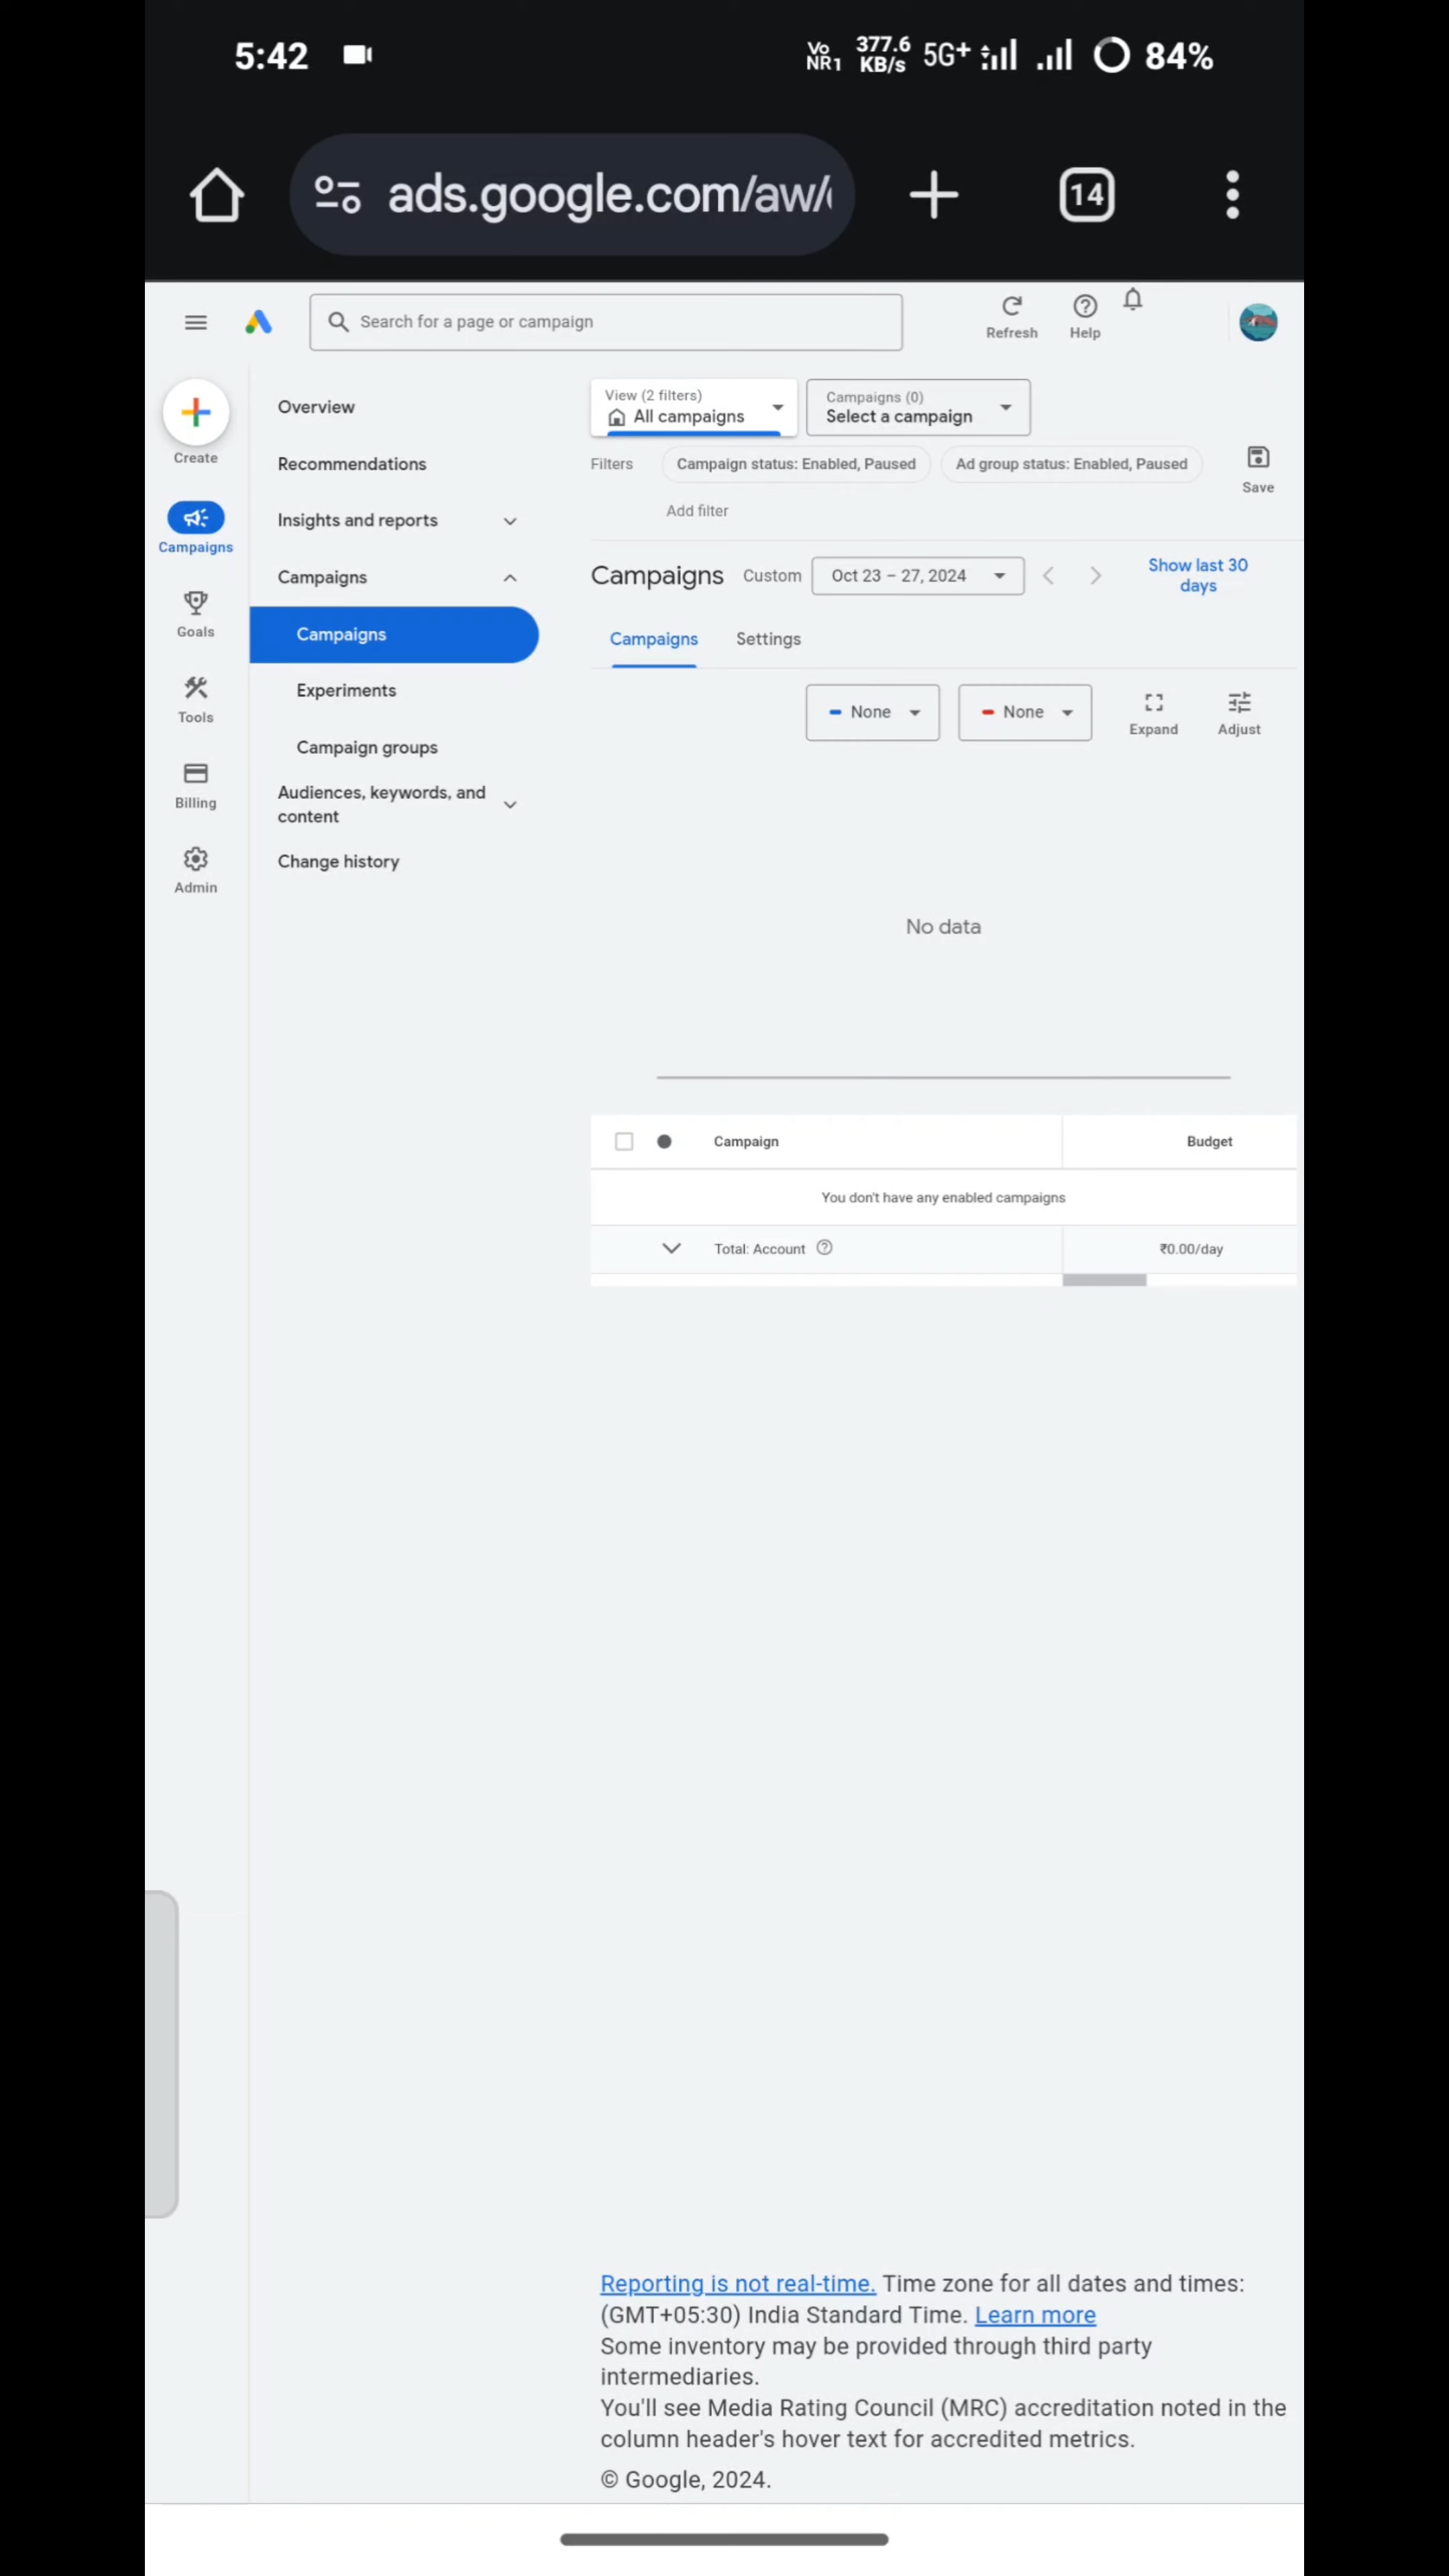 5:42
Vo
NR1
377.6
KB/s
5G+
84%
ads.google.com/aw/
14
Search for a page or campaign
Refresh
Help
Create
Campaigns
Goals
Tools
Billing
Admin
Overview
Recommendations
Insights and reports
Campaigns
Campaigns
Experiments
Campaign groups
Audiences, keywords, and
content
Change history
View (2 filters)
All campaigns
Campaigns (0)
Select a campaign
Filters
Campaign status: Enabled, Paused
Ad group status: Enabled, Paused
Save
Add filter
Campaigns
Custom
Oct 23 – 27, 2024
Show last 30
days
Campaigns
Settings
None
None
Expand
Adjust
No data
Campaign
Budget
You don't have any enabled campaigns
Total: Account
₹0.00/day
Reporting is not real-time. Time zone for all dates and times:
(GMT+05:30) India Standard Time. Learn more
Some inventory may be provided through third party
intermediaries.
You'll see Media Rating Council (MRC) accreditation noted in the
column header's hover text for accredited metrics.
© Google, 2024.